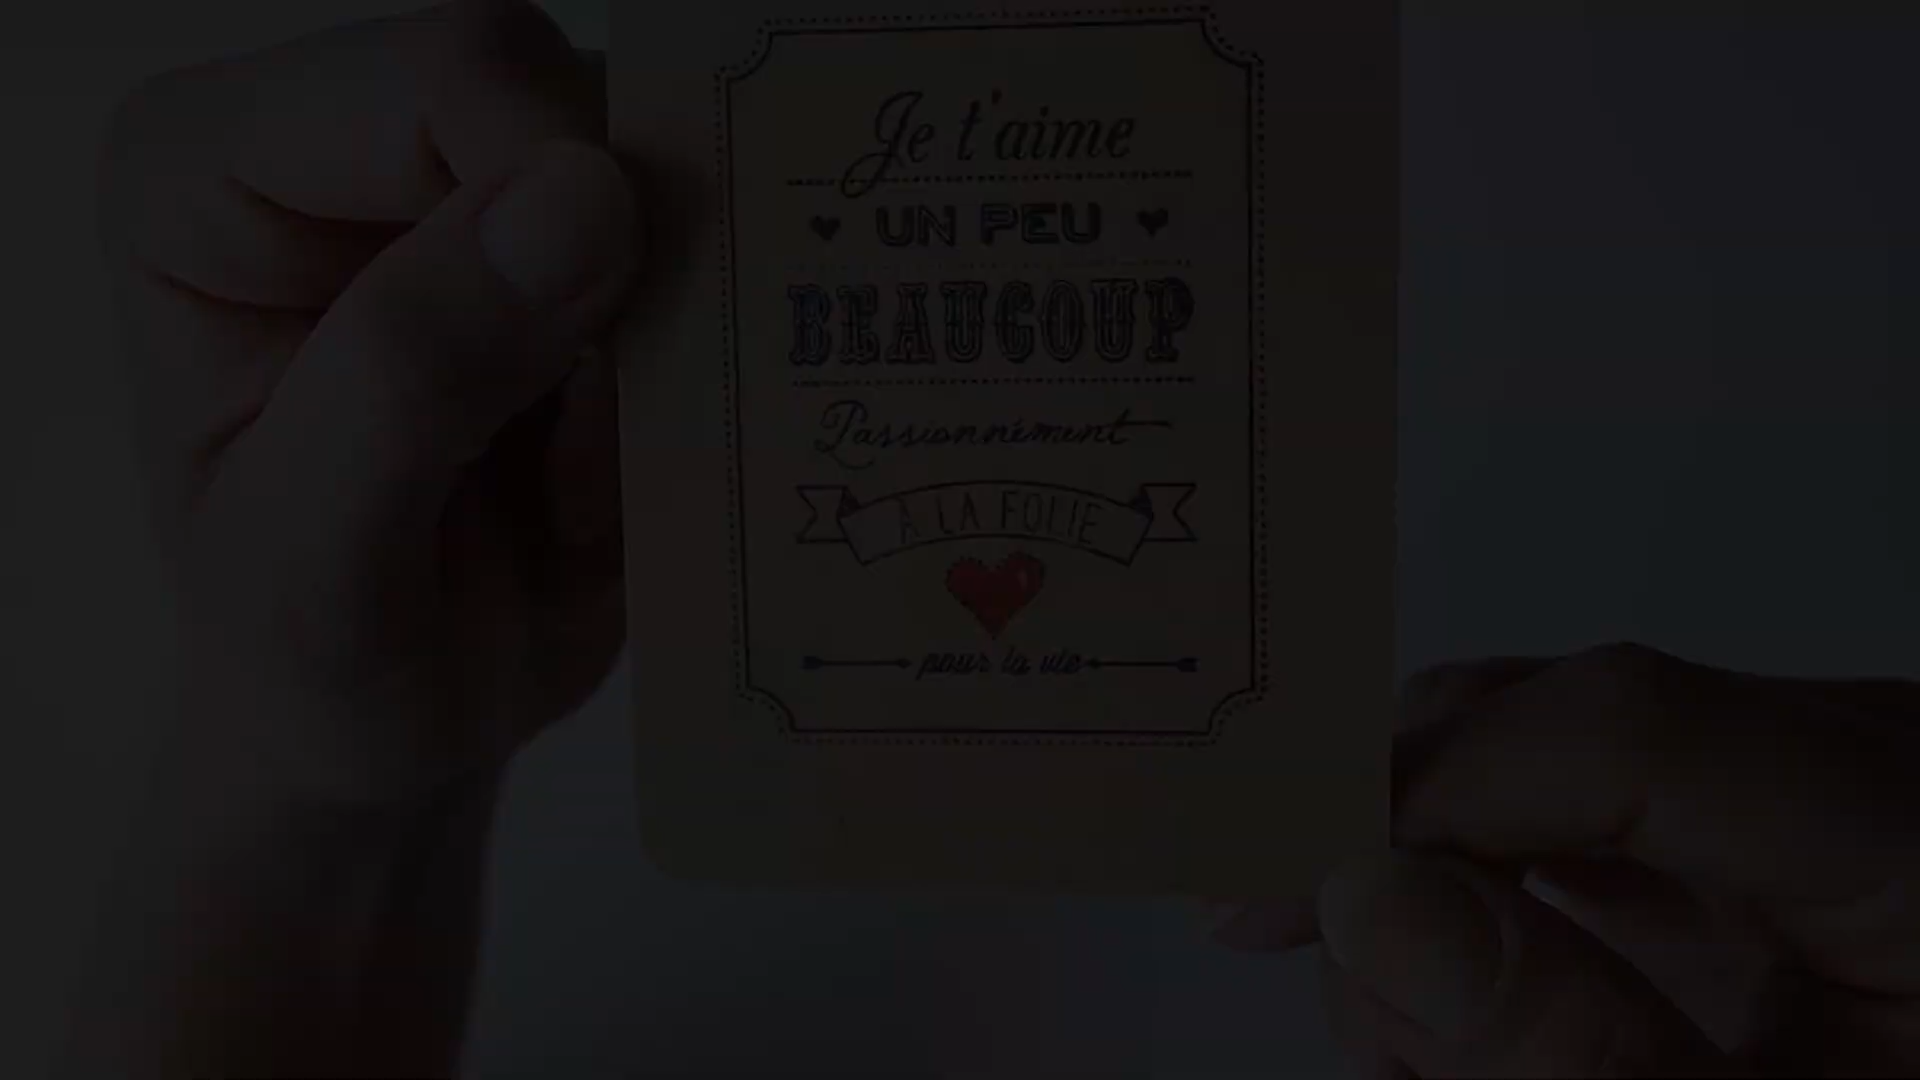 Je t'aime
UN PEU
BEAUCOUP
Passionnément
À LA FOLIE
pour la vie